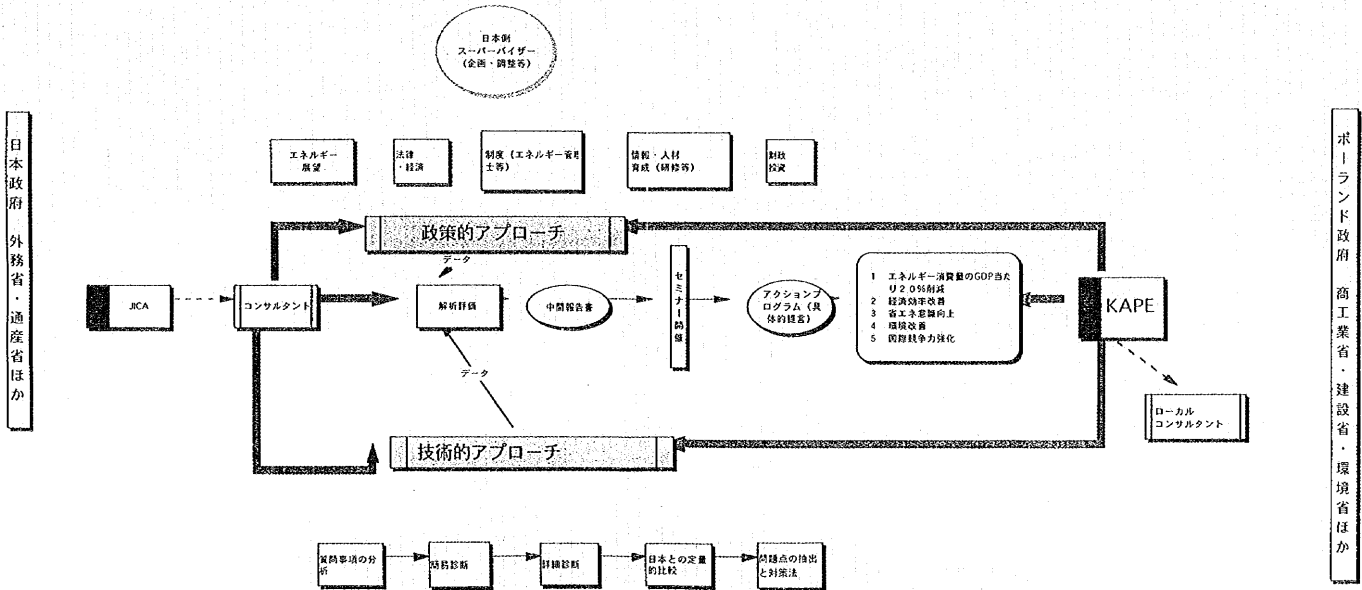 日本側
スーパーバイザー
(企画・調整等)
日本政府 外務省・通産省ほか
エネルギー
展望
法律
・経済
制度(エネルギー管理
士等)
情報・人材
育成(研修等)
財政
投資
ポーランド政府 商工業省・建設省・環境省ほか
政策的アプローチ
データ
JICA
コンサルタント
解析評価
中間報告書
セミナー開催
アクションプ
ログラム(具
体的提言)
1 エネルギー消費量のGDP当た
り20%削減
2 経済効率改善
3 省エネ意識向上
4 環境改善
5 国際競争力強化
KAPE
データ
ローカル
コンサルタント
技術的アプローチ
質問事項の分
析
簡易診断
詳細診断
日本との定量
的比較
問題点の抽出
と対策法